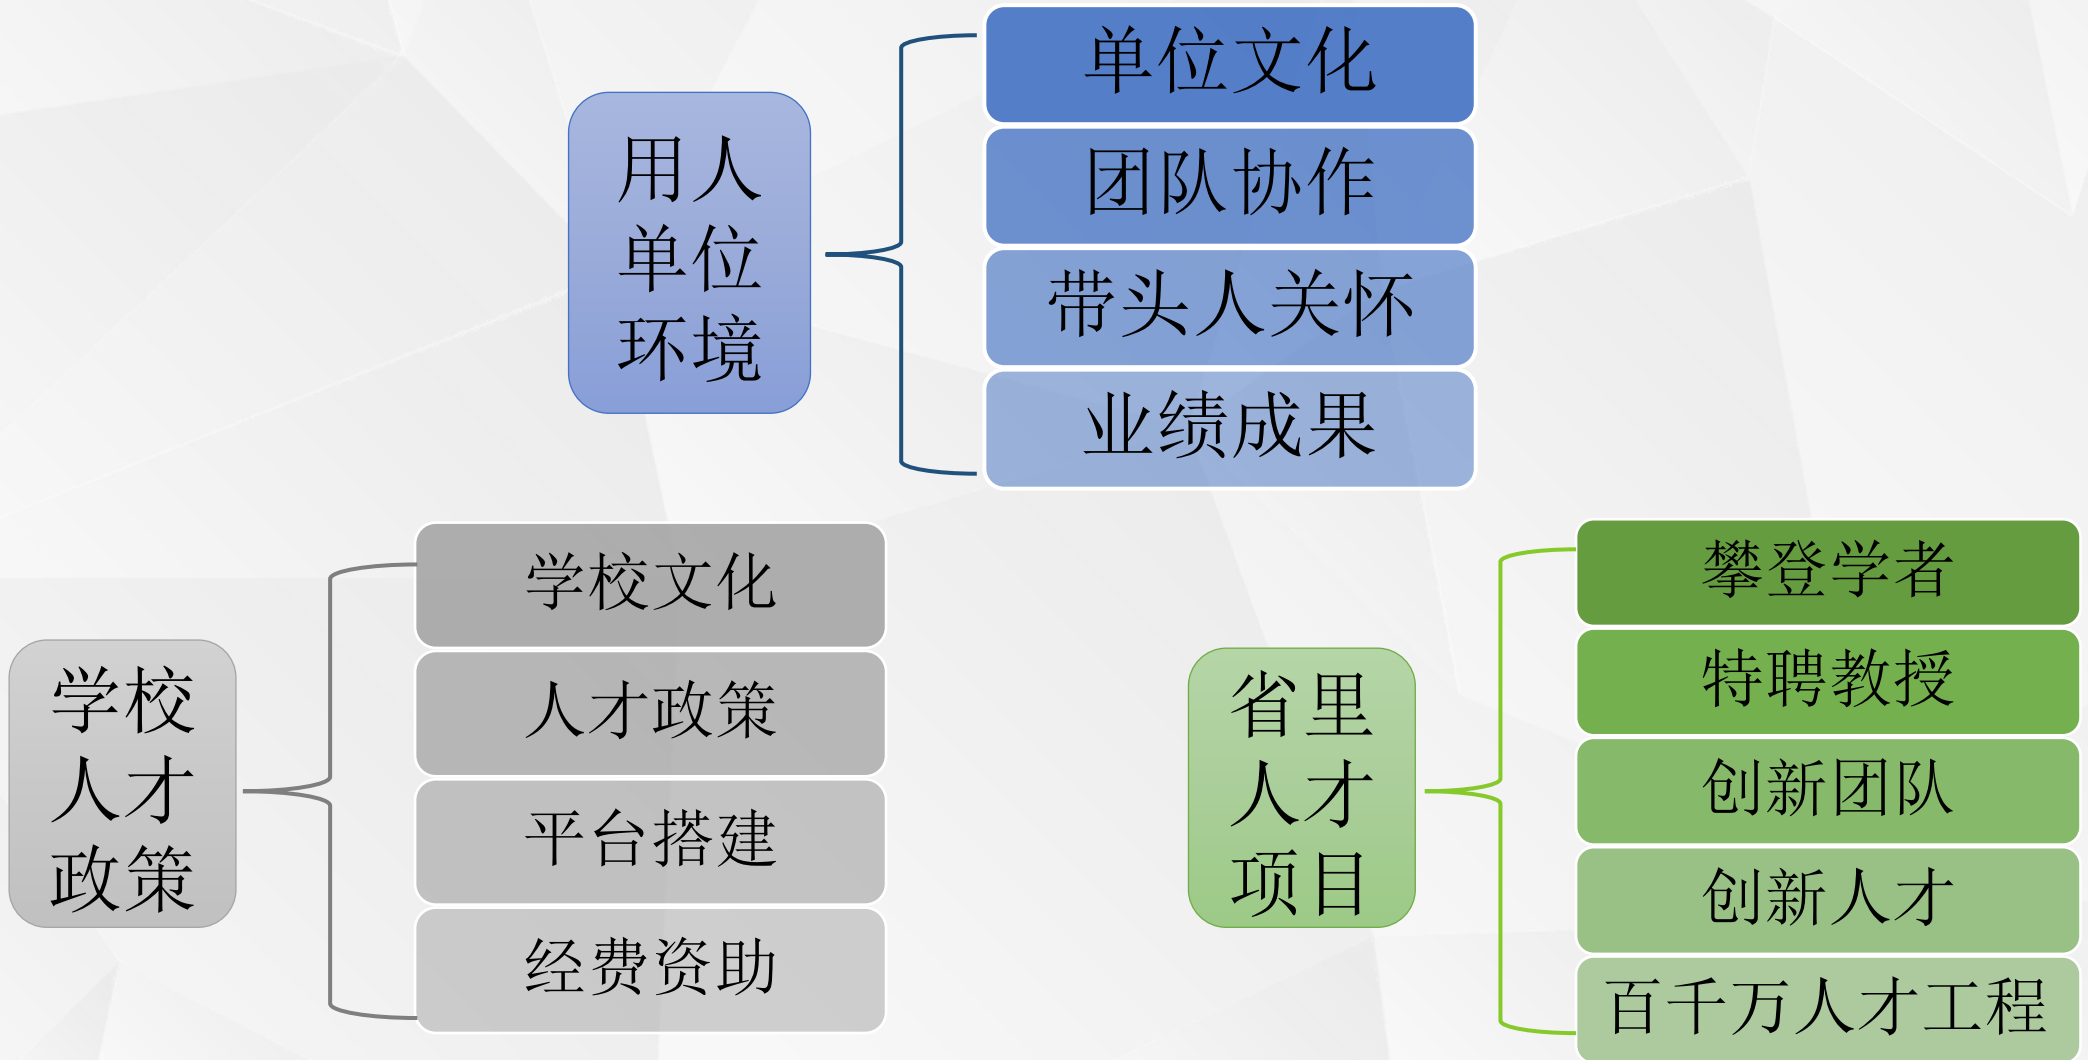 用人
单位
环境
单位文化
团队协作
带头人关怀
业绩成果
学校
人才
政策
学校文化
人才政策
平台搭建
经费资助
省里
人才
项目
攀登学者
特聘教授
创新团队
创新人才
百千万人才工程